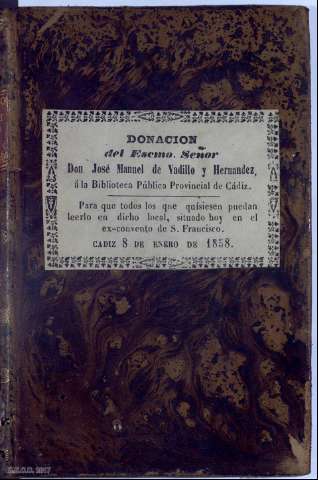 DONACION
del Escmo. Señor
Don José Manuel de Vadillo y Hernandez,
á la Biblioteca Pública Provincial de Cádiz.
Para que todos los que quisiesen puedan
leerlo en dicho local, situado hoy en el
ex-convento de S. Francisco.
CADIZ 8 DE ENERO DE 1858.